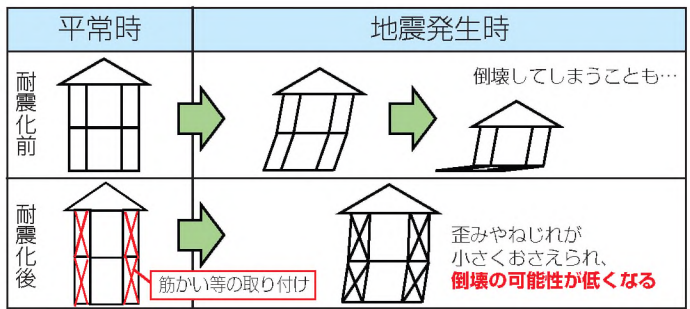 平常時
地震発生時
耐震化前
倒壊してしまうことも…
耐震化後
筋かい等の取り付け
歪みやねじれが
小さくおさえられ、
倒壊の可能性が低くなる